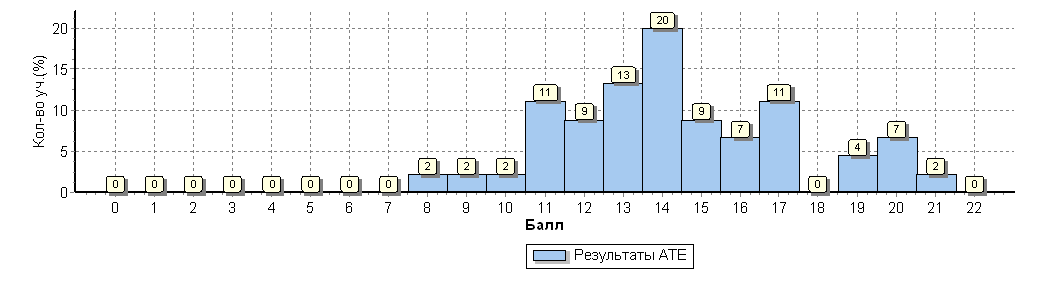 Кол-во уч.(%)
20
15
10
5
0
0 0 0 0 0 0 0 0 2 2 2 11 9 13 20 9 7 11 0 4 7 2 0
0 1 2 3 4 5 6 7 8 9 10 11 12 13 14 15 16 17 18 19 20 21 22
Балл
Результаты АТЕ